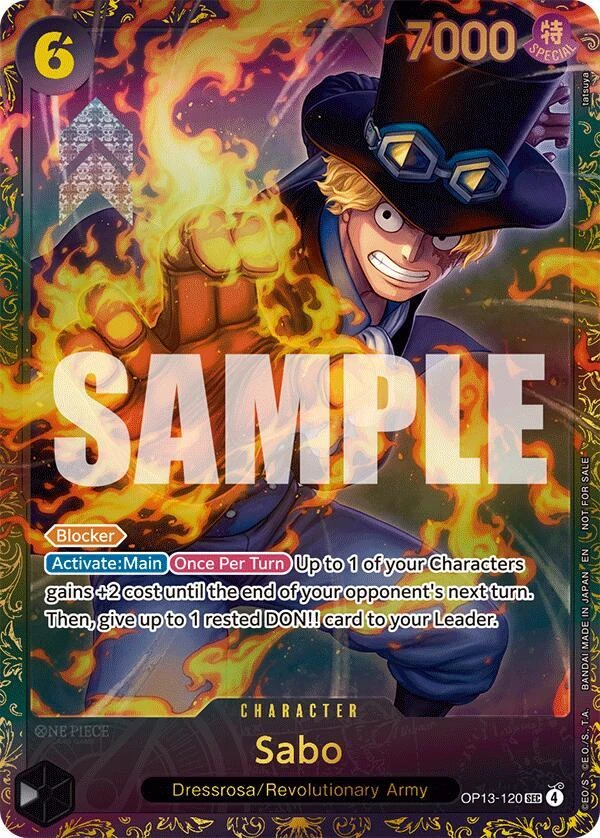 6
7000
特
SPECIAL
tatsuya
SAMPLE
Blocker
Activate:Main Once Per Turn Up to 1 of your Characters
gains +2 cost until the end of your opponent's next turn.
Then, give up to 1 rested DON!! card to your Leader.
CHARACTER
ONE PIECE
CARD GAME
Sabo
Dressrosa/Revolutionary Army
OP13-120 SEC 4
©E.O./S. ©E.O./S., T.A. BANDAI MADE IN JAPAN EN NOT FOR SALE